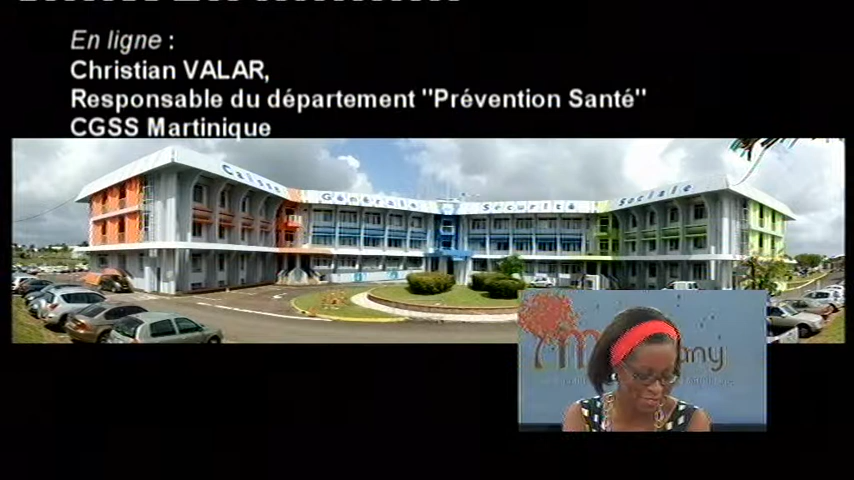 En ligne :
Christian VALAR,
Responsable du département "Prévention Santé"
CGSS Martinique
Caisse Générale Sécurité Sociale